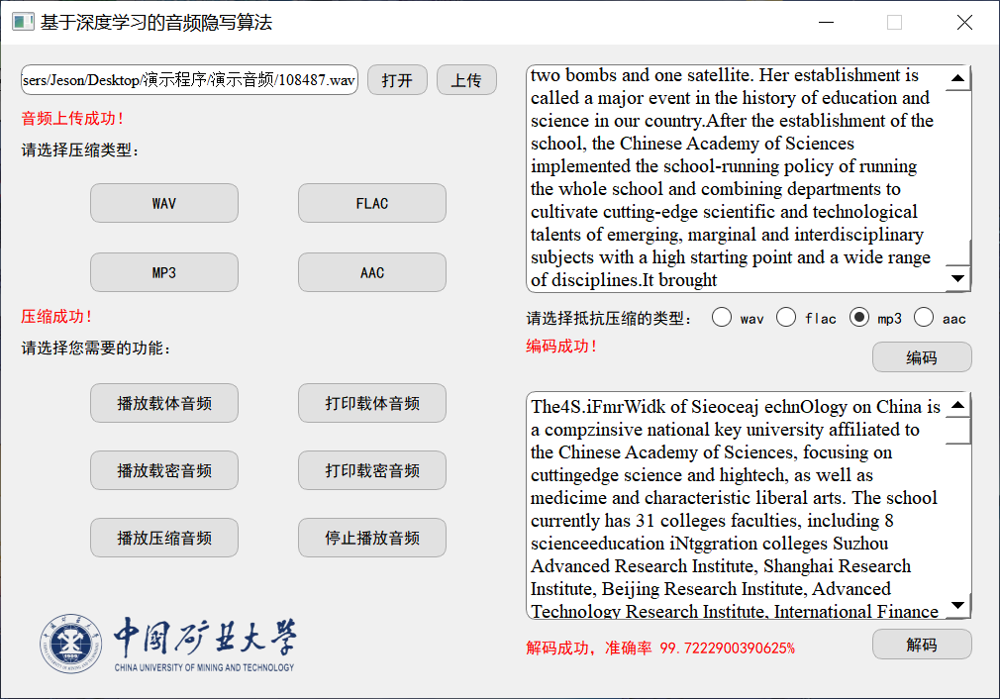 基于深度学习的音频隐写算法
sers/Jeson/Desktop/演示程序/演示音频/108487.wav
打开
上传
音频上传成功!
请选择压缩类型:
WAV
FLAC
MP3
AAC
压缩成功!
请选择您需要的功能:
播放载体音频
打印载体音频
播放载密音频
打印载密音频
播放压缩音频
停止播放音频
中国矿业大学
CHINA UNIVERSITY OF MINING AND TECHNOLOGY
two bombs and one satellite. Her establishment is
called a major event in the history of education and
science in our country.After the establishment of the
school, the Chinese Academy of Sciences
implemented the school-running policy of running
the whole school and combining departments to
cultivate cutting-edge scientific and technological
talents of emerging, marginal and interdisciplinary
subjects with a high starting point and a wide range
of disciplines.It brought
请选择抵抗压缩的类型:
wav
flac
mp3
aac
编码成功!
编码
The4S.iFmrWidk of Sieoceaj echnOlogy on China is
a compzinsive national key university affiliated to
the Chinese Academy of Sciences, focusing on
cuttingedge science and hightech, as well as
medicime and characteristic liberal arts. The school
currently has 31 colleges faculties, including 8
scienceeducation iNtggration colleges Suzhou
Advanced Research Institute, Shanghai Research
Institute, Beijing Research Institute, Advanced
Technology Research Institute, International Finance
解码成功，准确率 99.7222900390625%
解码